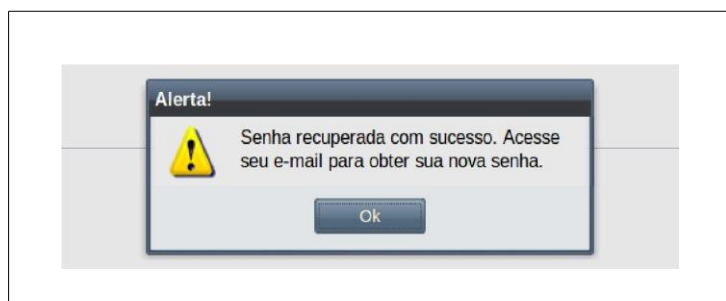 Alerta!
Senha recuperada com sucesso. Acesse
seu e-mail para obter sua nova senha.
Ok